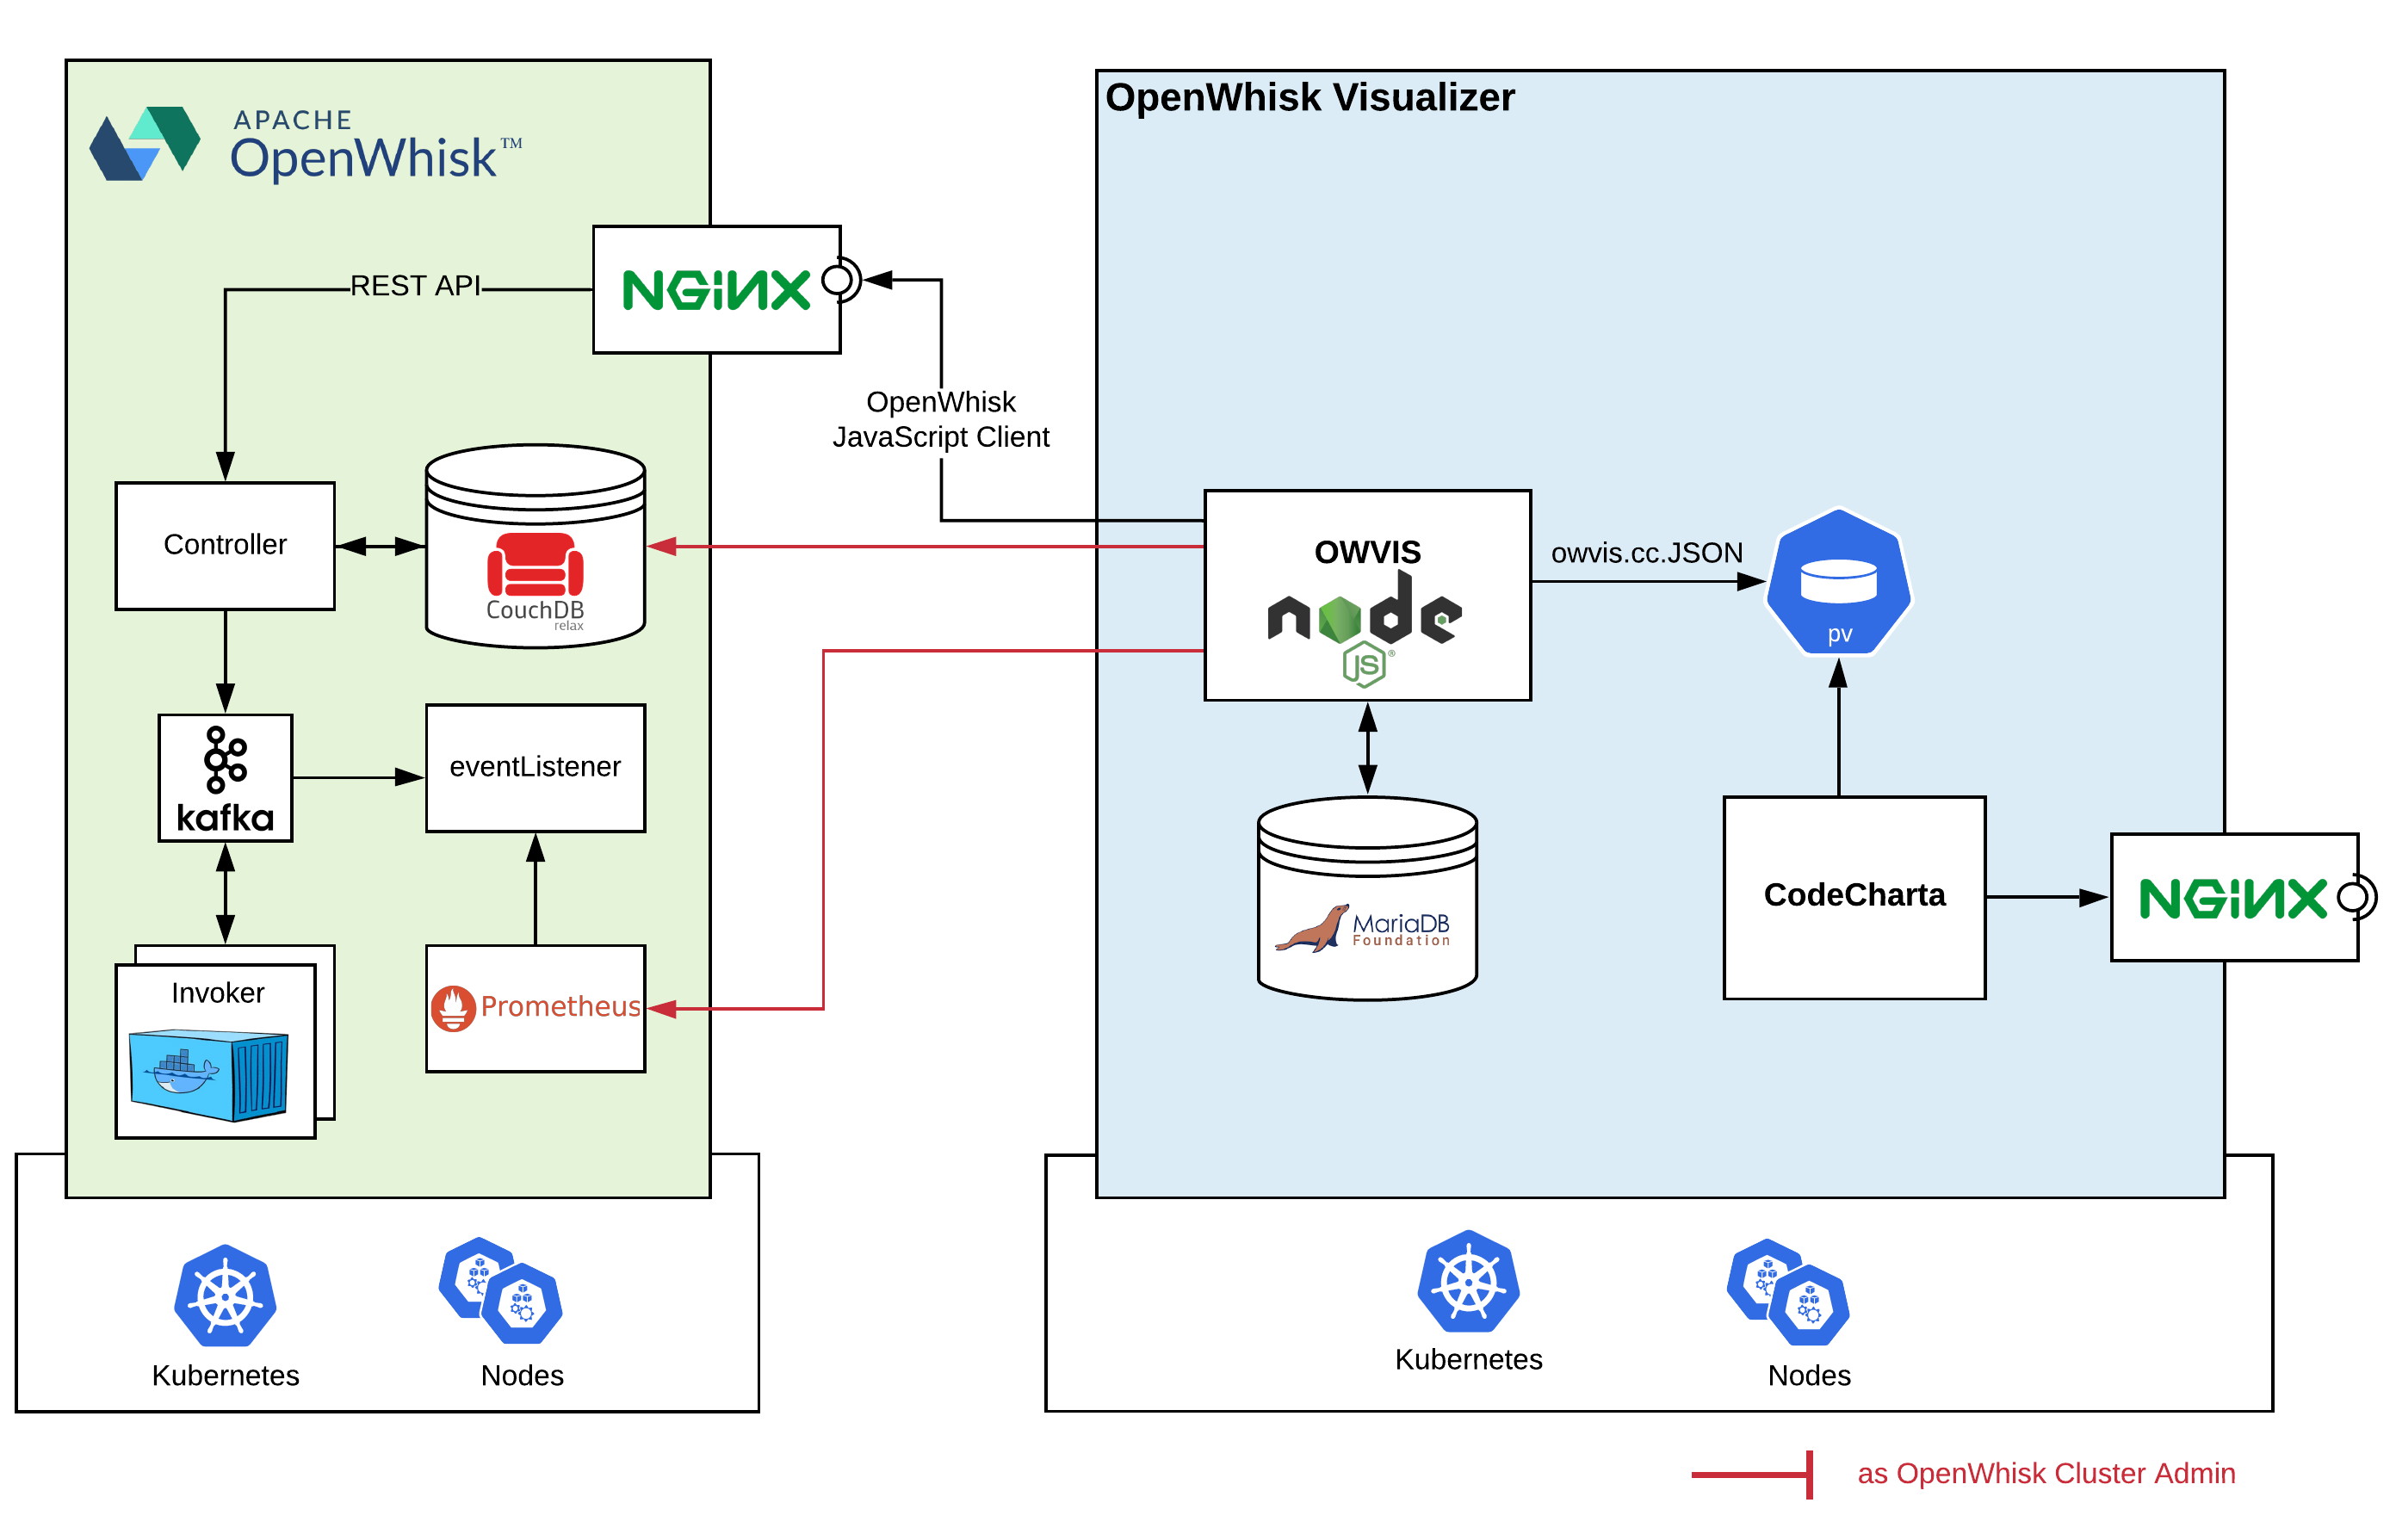 APACHE
OpenWhisk™
OpenWhisk Visualizer
REST API
NGiNX
OpenWhisk
JavaScript Client
Controller
CouchDB
relax
OWVIS
node
JS®
owvis.cc.JSON
pv
kafka
eventListener
MariaDB
Foundation
CodeCharta
NGiNX
Invoker
Prometheus
Kubernetes
Nodes
Kubernetes
Nodes
as OpenWhisk Cluster Admin